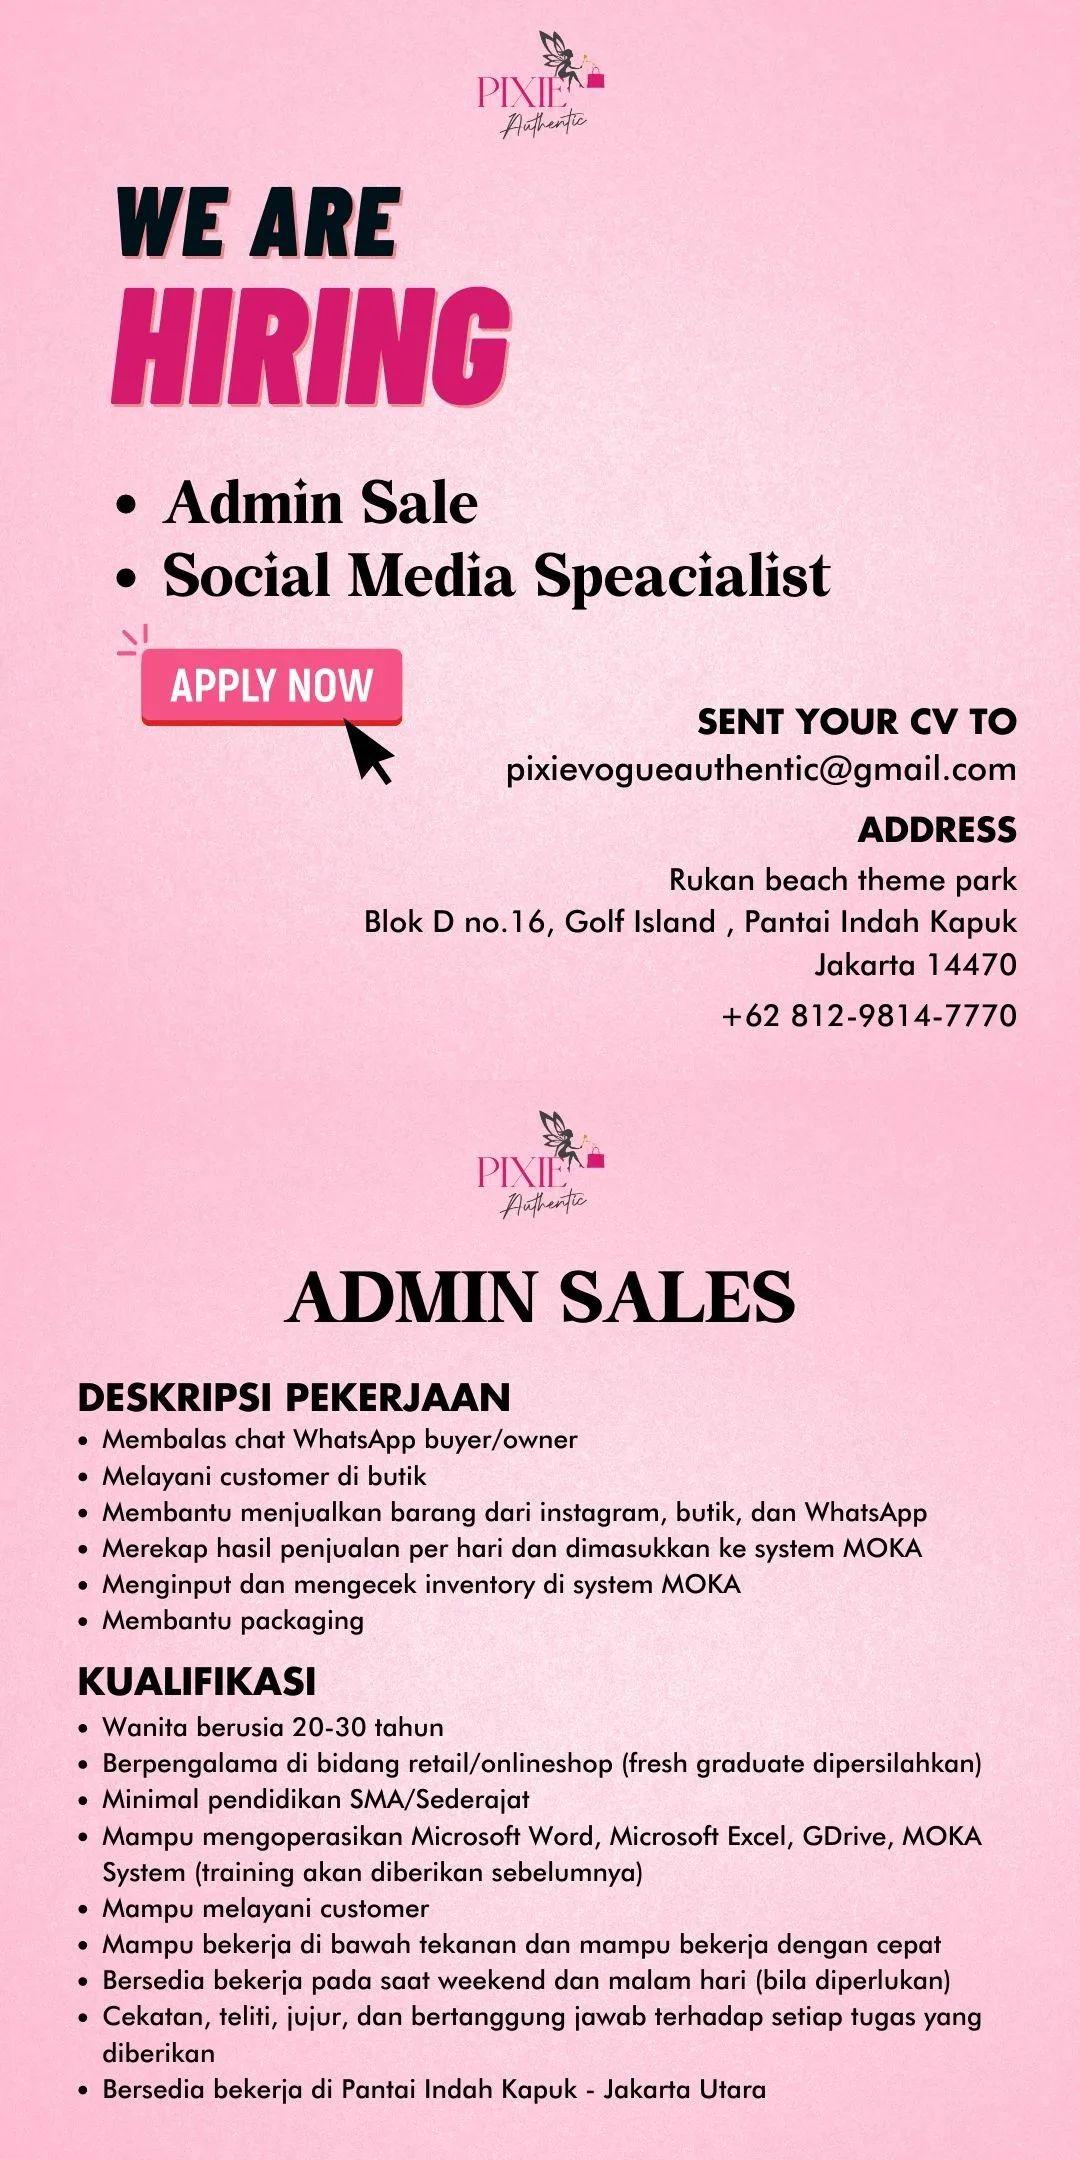 PIXIE
Authentic
WE ARE
HIRING
• Admin Sale
• Social Media Speacialist
APPLY NOW
SENT YOUR CV TO
pixievogueauthentic@gmail.com
ADDRESS
Rukan beach theme park
Blok D no.16, Golf Island , Pantai Indah Kapuk
Jakarta 14470
+62 812-9814-7770
PIXIE
Authentic
ADMIN SALES
DESKRIPSI PEKERJAAN
• Membalas chat WhatsApp buyer/owner
• Melayani customer di butik
• Membantu menjualkan barang dari instagram, butik, dan WhatsApp
• Merekap hasil penjualan per hari dan dimasukkan ke system MOKA
• Menginput dan mengecek inventory di system MOKA
• Membantu packaging
KUALIFIKASI
• Wanita berusia 20-30 tahun
• Berpengalama di bidang retail/onlineshop (fresh graduate dipersilahkan)
• Minimal pendidikan SMA/Sederajat
• Mampu mengoperasikan Microsoft Word, Microsoft Excel, GDrive, MOKA
System (training akan diberikan sebelumnya)
• Mampu melayani customer
• Mampu bekerja di bawah tekanan dan mampu bekerja dengan cepat
• Bersedia bekerja pada saat weekend dan malam hari (bila diperlukan)
• Cekatan, teliti, jujur, dan bertanggung jawab terhadap setiap tugas yang
diberikan
• Bersedia bekerja di Pantai Indah Kapuk - Jakarta Utara